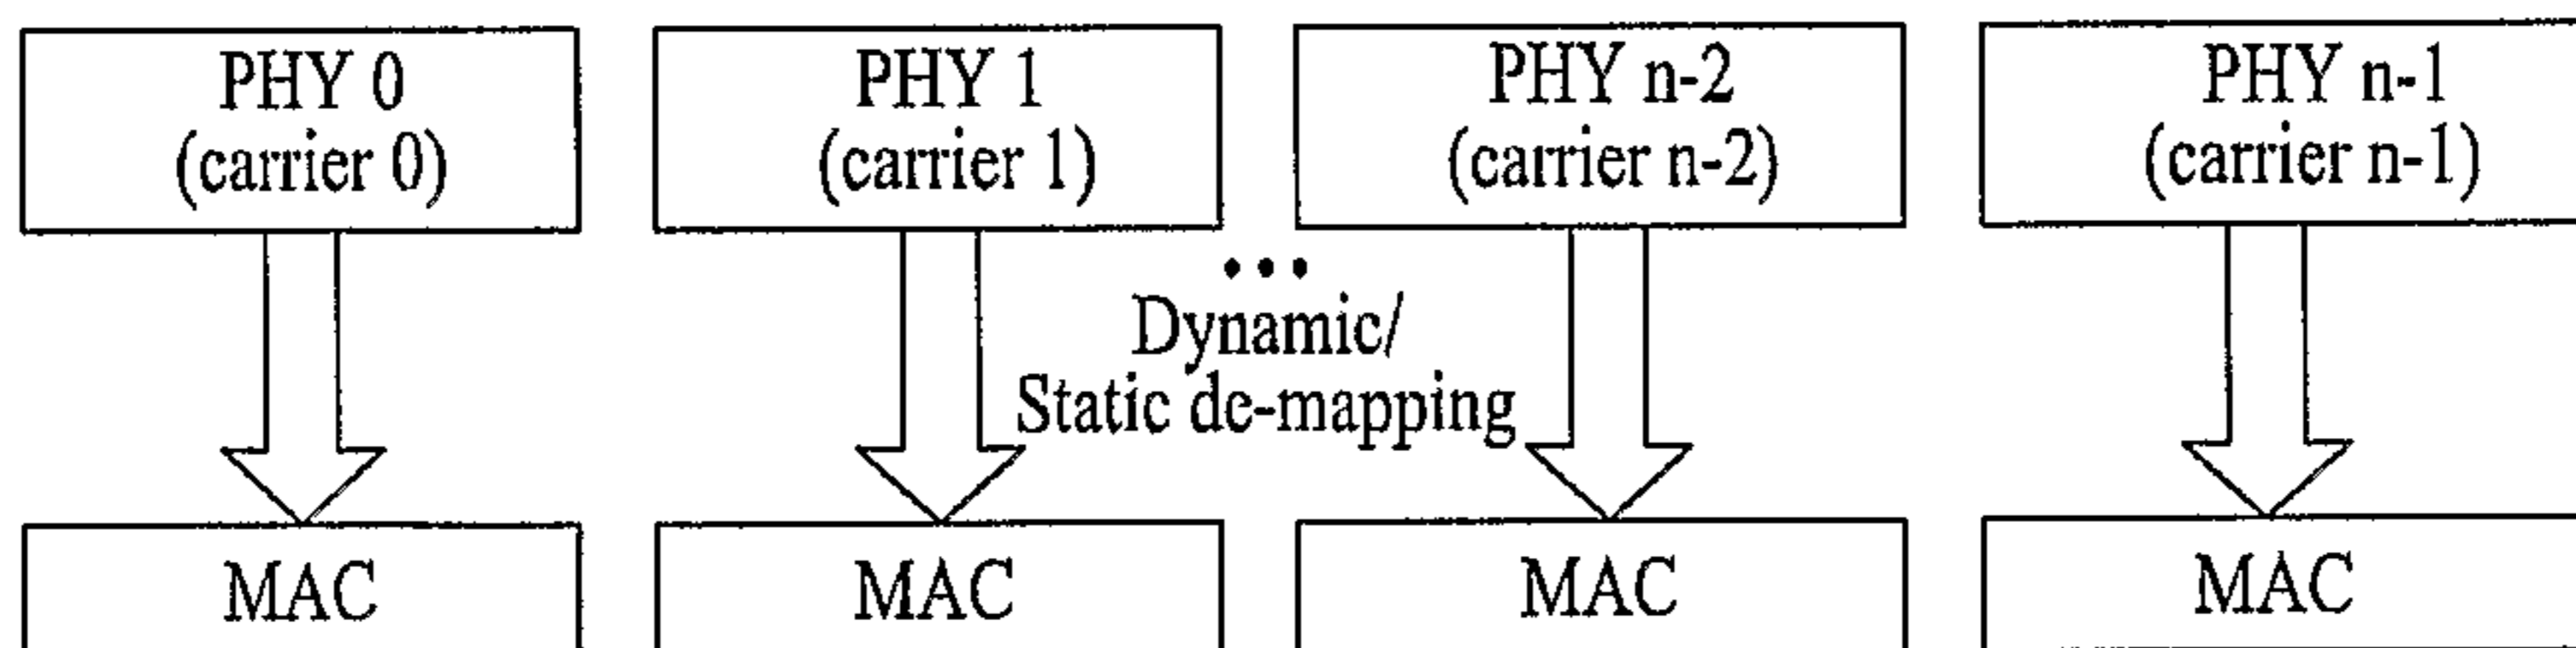 PHY 0
(carrier 0)
PHY 1
(carrier 1)
PHY n-2
(carrier n-2)
PHY n-1
(carrier n-1)
•••
Dynamic/
Static de-mapping
MAC
MAC
MAC
MAC